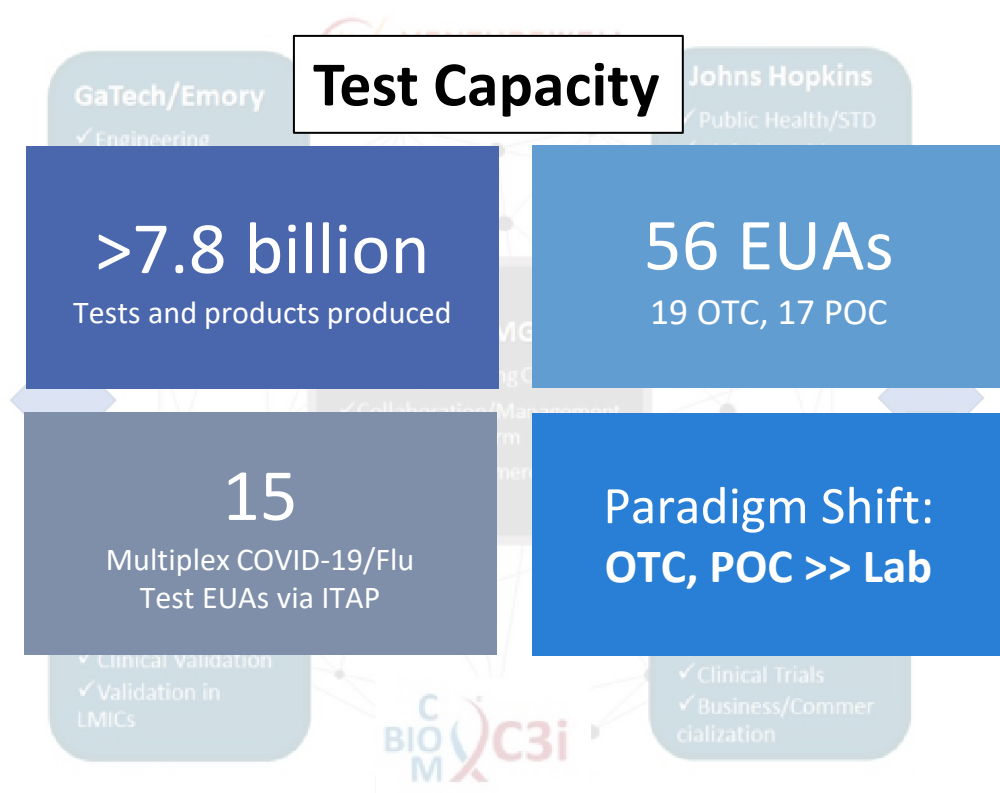 Test Capacity
GaTech/Emory
✓Engineering
Johns Hopkins
✓Public Health/STD
>7.8 billion
Tests and products produced
56 EUAs
19 OTC, 17 POC
✓Collaborating/Management
15
Multiplex COVID-19/Flu
Test EUAs via ITAP
Paradigm Shift:
OTC, POC >> Lab
✓Clinical Validation
✓Validation in
LMICs
✓Clinical Trials
✓Business/Commer
cialization
C
BIO
M
C3i